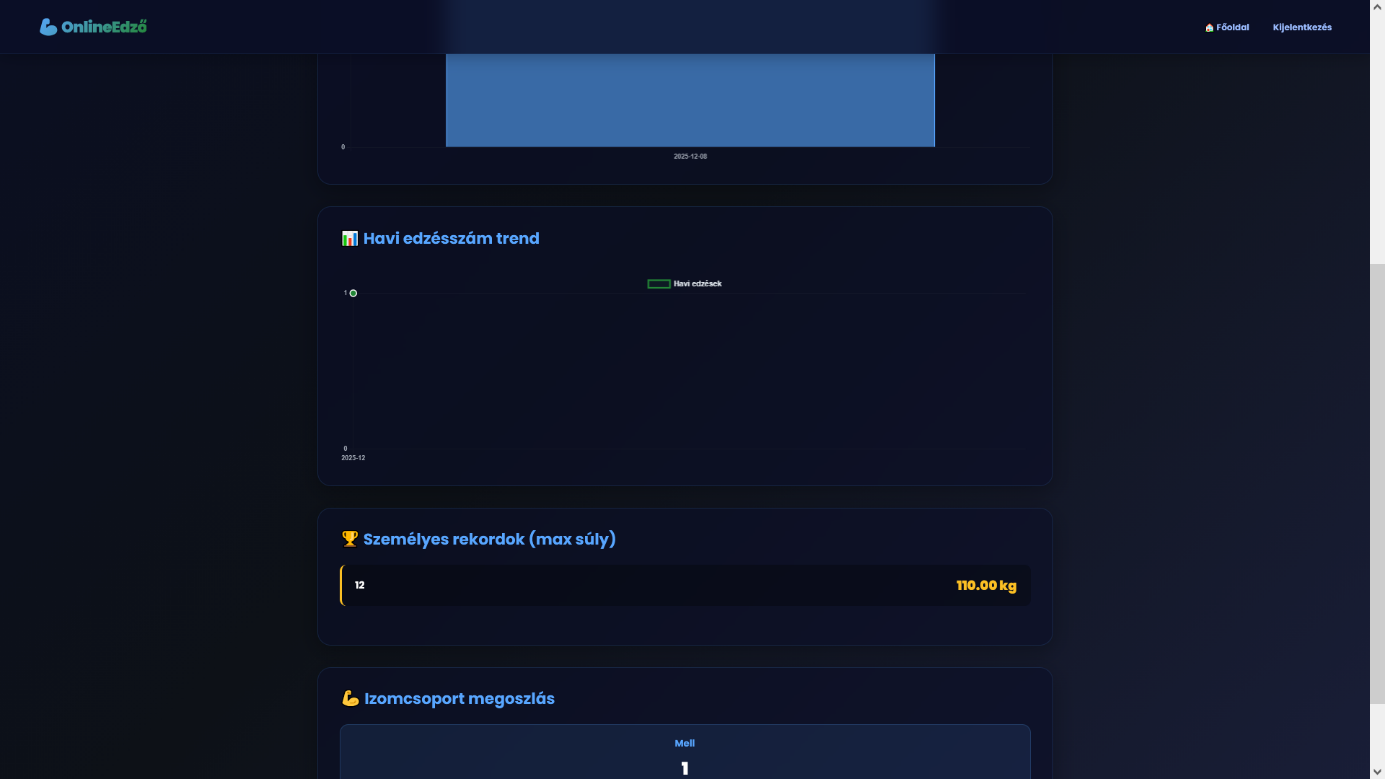 OnlineEdző
Főoldal
Kijelentkezés
0
2025-12-08
Havi edzésszám trend
Havi edzések
1
0
2025-12
Személyes rekordok (max súly)
12
110.00 kg
Izomcsoport megoszlás
Mell
1